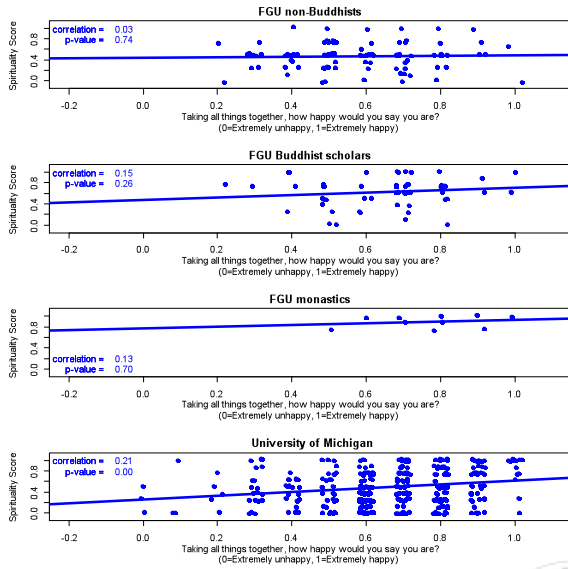 FGU non-Buddhists
correlation = 0.03
p-value = 0.74
Spirituality Score
0.0 0.4 0.8
-0.2 0.0 0.2 0.4 0.6 0.8 1.0
Taking all things together, how happy would you say you are?
(0=Extremely unhappy, 1=Extremely happy)
FGU Buddhist scholars
correlation = 0.15
p-value = 0.26
Spirituality Score
0.0 0.4 0.8
-0.2 0.0 0.2 0.4 0.6 0.8 1.0
Taking all things together, how happy would you say you are?
(0=Extremely unhappy, 1=Extremely happy)
FGU monastics
Spirituality Score
0.0 0.4 0.8
correlation = 0.13
p-value = 0.70
-0.2 0.0 0.2 0.4 0.6 0.8 1.0
Taking all things together, how happy would you say you are?
(0=Extremely unhappy, 1=Extremely happy)
University of Michigan
correlation = 0.21
p-value = 0.00
Spirituality Score
0.0 0.4 0.8
-0.2 0.0 0.2 0.4 0.6 0.8 1.0
Taking all things together, how happy would you say you are?
(0=Extremely unhappy, 1=Extremely happy)